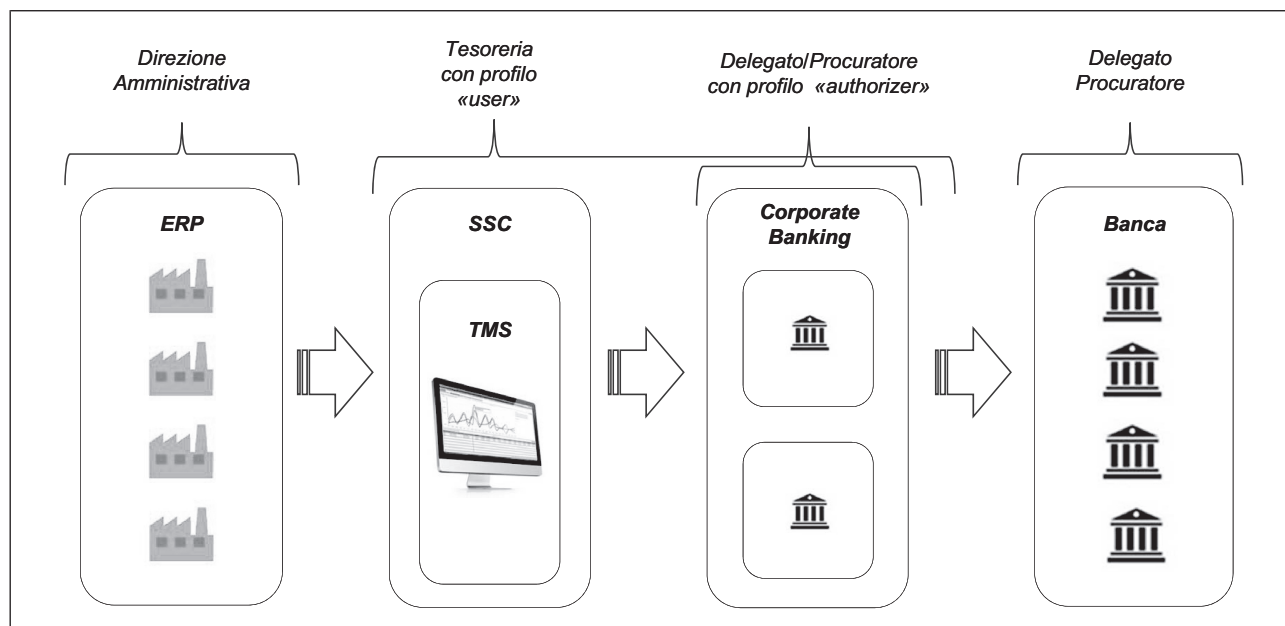 Direzione
Amministrativa
Tesoreria
con profilo
«user»
Delegato/Procuratore
con profilo «authorizer»
Delegato
Procuratore
ERP
SSC
TMS
Corporate
Banking
Banca